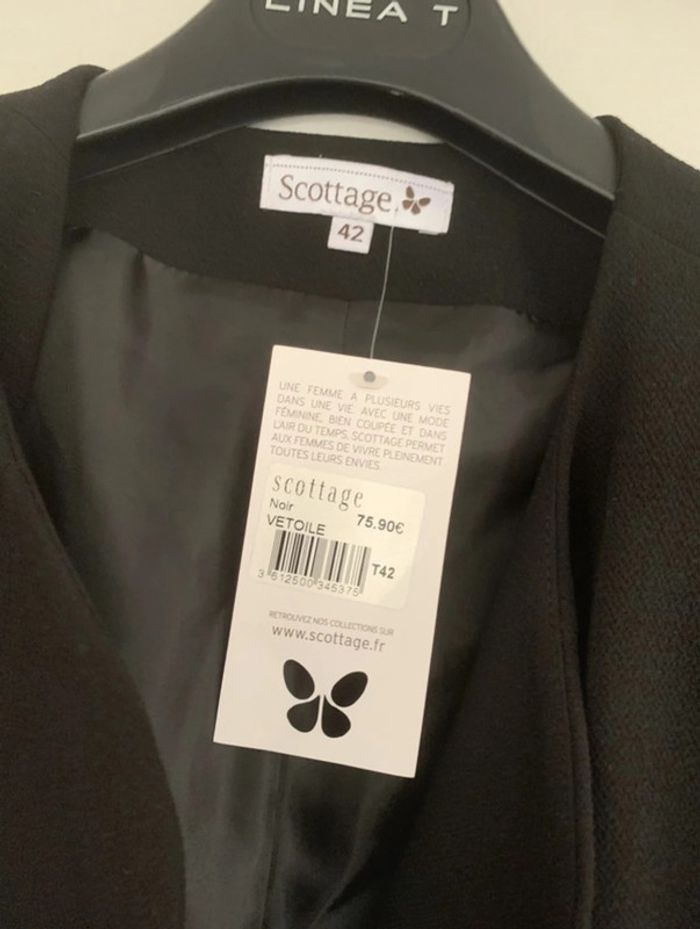 LINEA T
Scottage
42
UNE FEMME A PLUSIEURS VIES
DANS UNE VIE. AVEC UNE MODE
FÉMININE, BIEN COUPÉE ET DANS
L'AIR DU TEMPS, SCOTTAGE PERMET
AUX FEMMES DE VIVRE PLEINEMENT
TOUTES LEURS ENVIES.
scottage
Noir 75.90€
VETOILE
T42
3 612500 345375
RETROUVEZ NOS COLLECTIONS SUR
www.scottage.fr